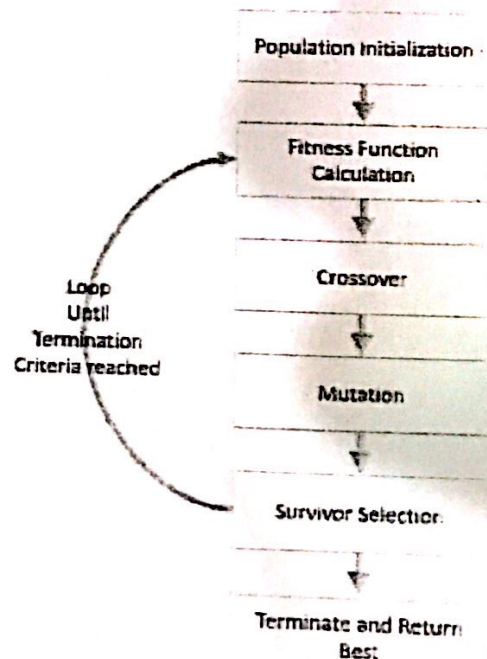 Population Initialization
Fitness Function
Calculation
Crossover
Loop
Until
Termination
Criteria reached
Mutation
Survivor Selection
Terminate and Return
Best